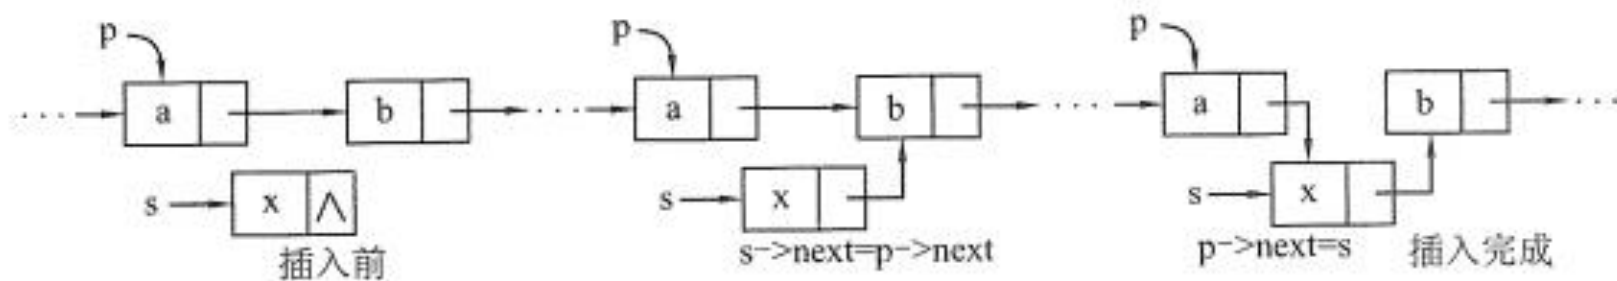 p
··· a b ···
s x ∧
插入前
p
a b ···
s x
s->next=p->next
p
a b ···
s x
p->next=s 插入完成